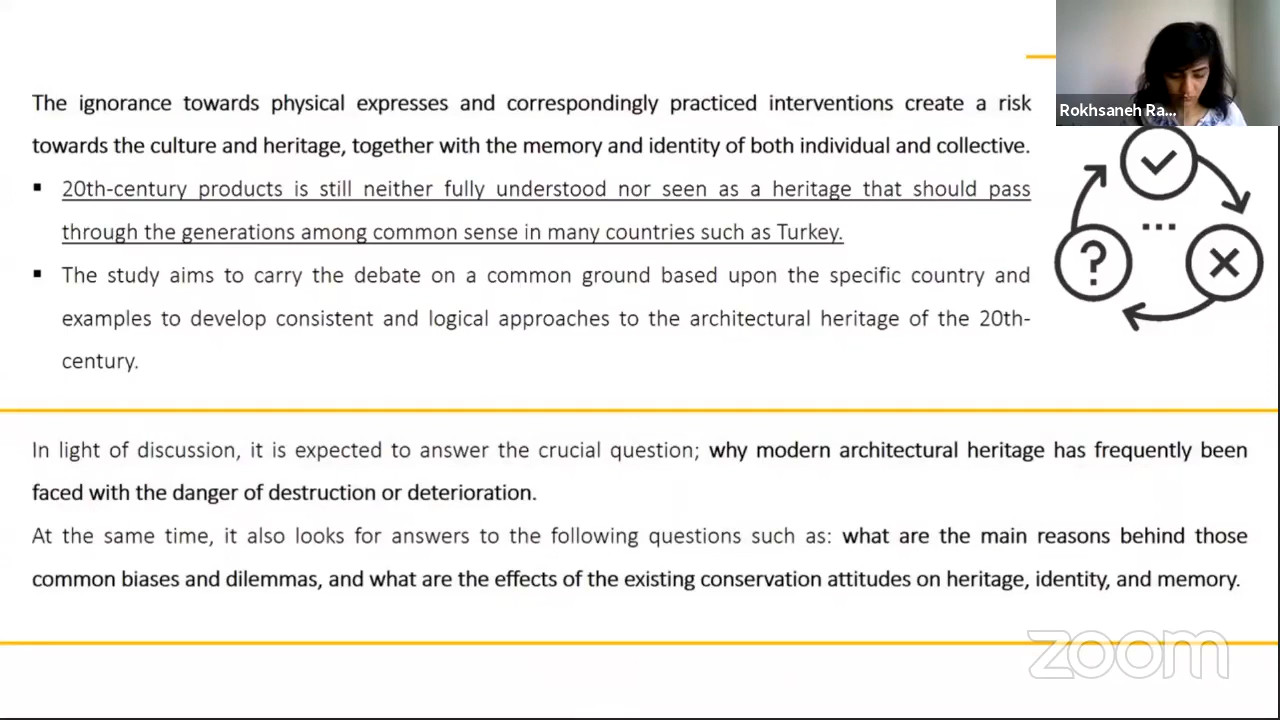 The ignorance towards physical expresses and correspondingly practiced interventions create a risk
towards the culture and heritage, together with the memory and identity of both individual and collective.
▪ 20th-century products is still neither fully understood nor seen as a heritage that should pass
through the generations among common sense in many countries such as Turkey.
▪ The study aims to carry the debate on a common ground based upon the specific country and
examples to develop consistent and logical approaches to the architectural heritage of the 20th-
century.
In light of discussion, it is expected to answer the crucial question; why modern architectural heritage has frequently been
faced with the danger of destruction or deterioration.
At the same time, it also looks for answers to the following questions such as: what are the main reasons behind those
common biases and dilemmas, and what are the effects of the existing conservation attitudes on heritage, identity, and memory.
Rokhsaneh Ra...
?
...
zoom